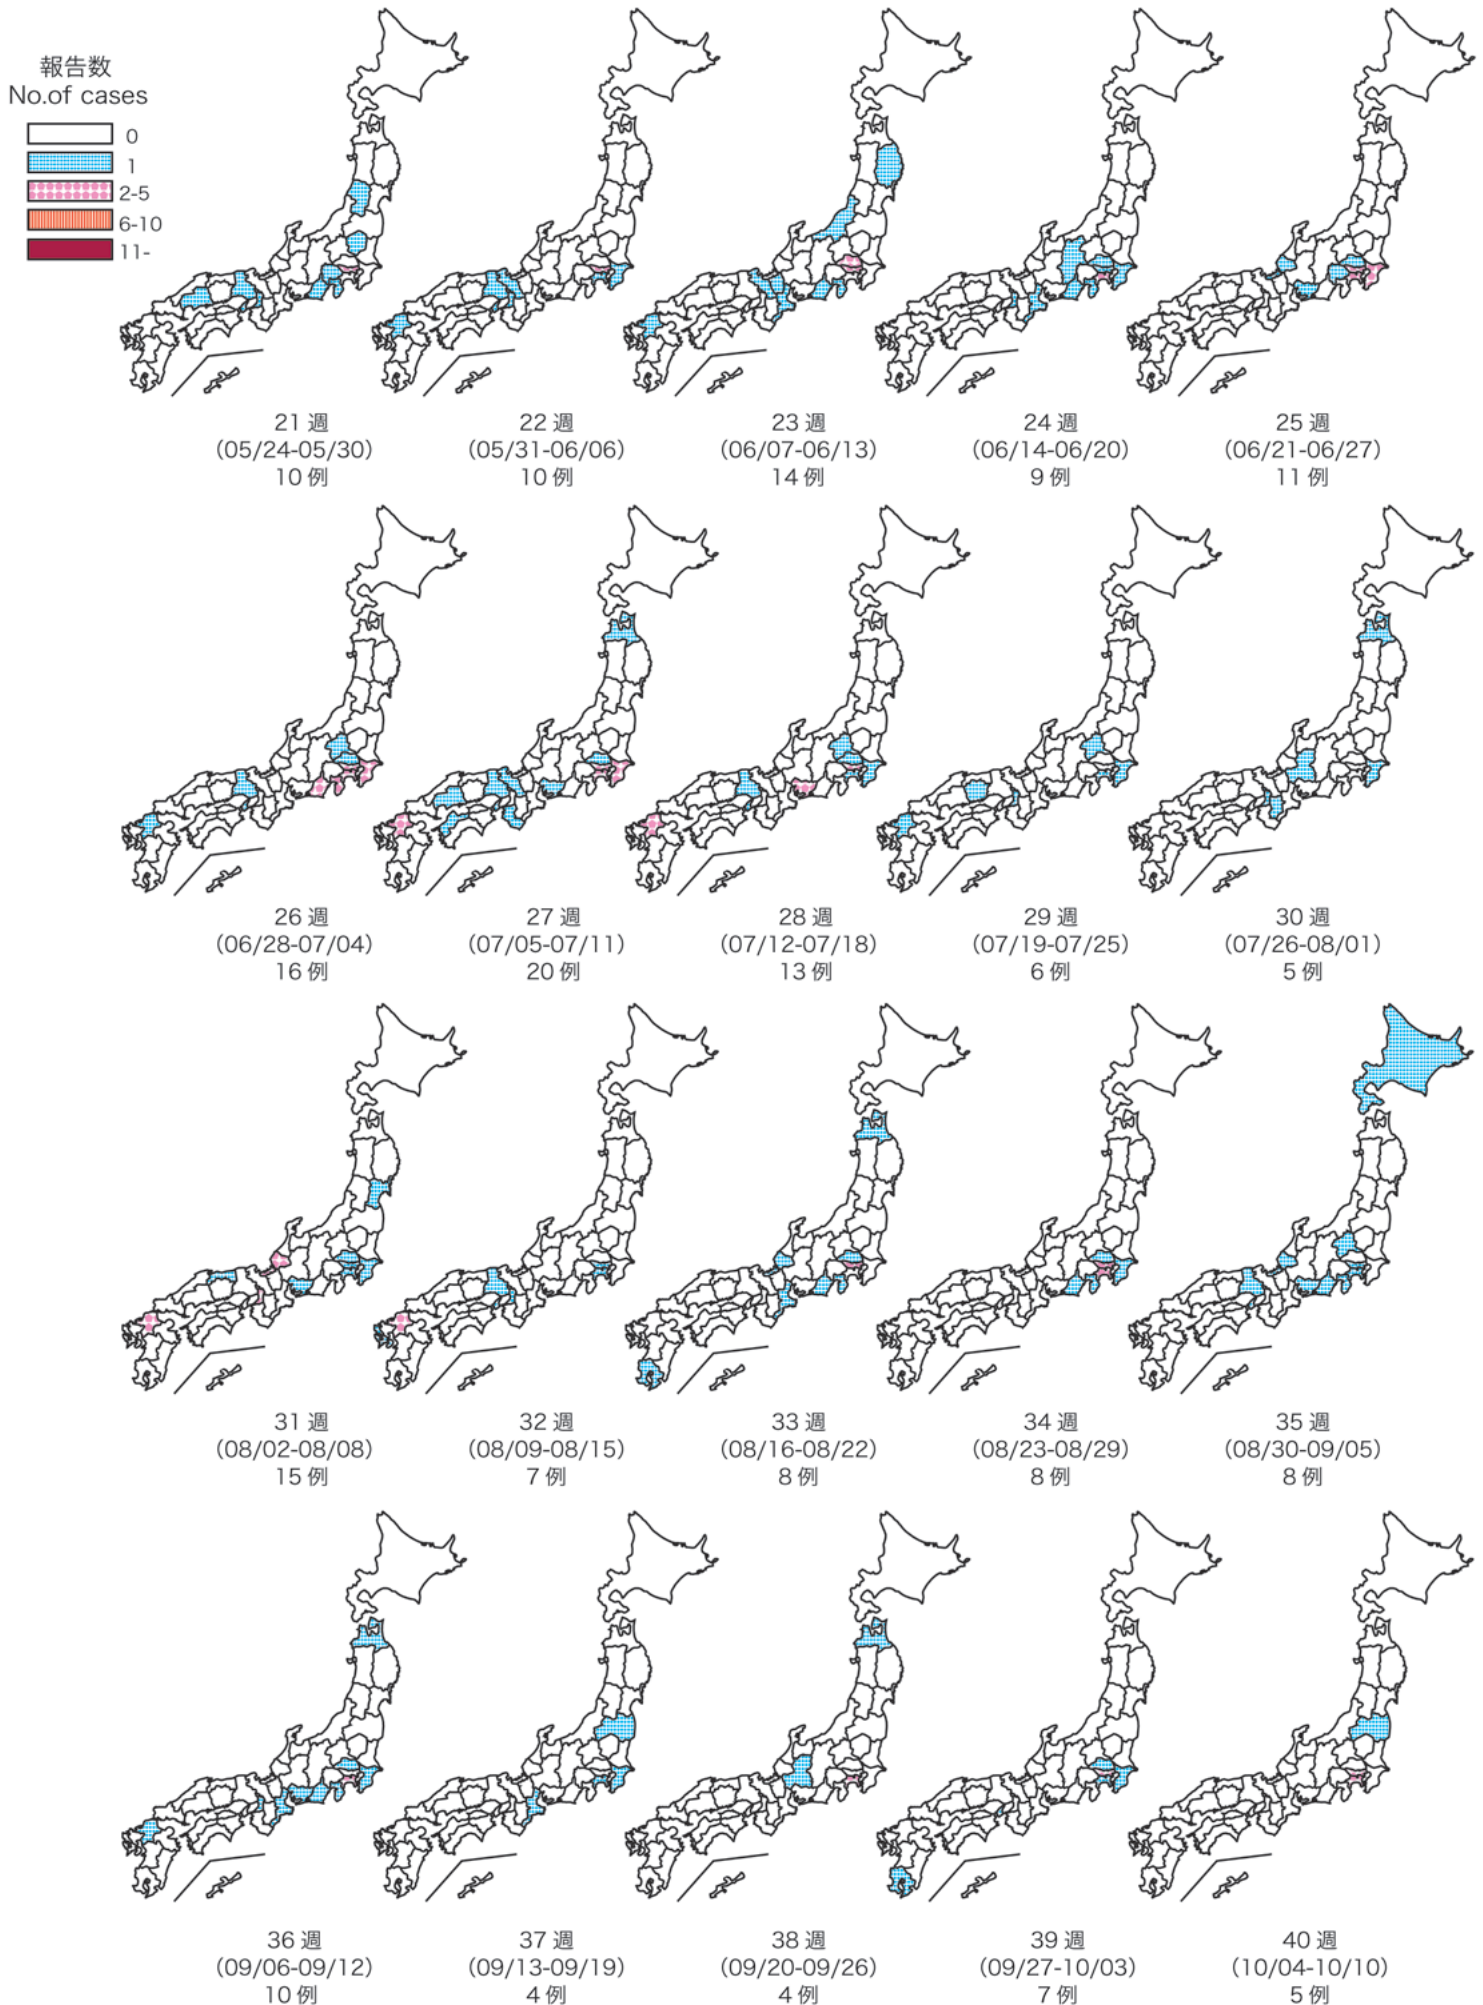 報告数
No.of cases
0
1
2-5
6-10
11-
21 週
(05/24-05/30)
10 例
22 週
(05/31-06/06)
10 例
23 週
(06/07-06/13)
14 例
24 週
(06/14-06/20)
9 例
25 週
(06/21-06/27)
11 例
26 週
(06/28-07/04)
16 例
27 週
(07/05-07/11)
20 例
28 週
(07/12-07/18)
13 例
29 週
(07/19-07/25)
6 例
30 週
(07/26-08/01)
5 例
31 週
(08/02-08/08)
15 例
32 週
(08/09-08/15)
7 例
33 週
(08/16-08/22)
8 例
34 週
(08/23-08/29)
8 例
35 週
(08/30-09/05)
8 例
36 週
(09/06-09/12)
10 例
37 週
(09/13-09/19)
4 例
38 週
(09/20-09/26)
4 例
39 週
(09/27-10/03)
7 例
40 週
(10/04-10/10)
5 例